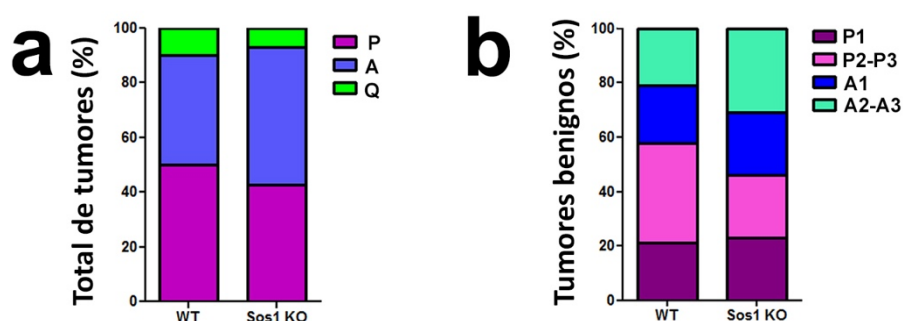 a
Total de tumores (%)
100
80
60
40
20
0
WT Sos1 KO
P
A
Q
b
Tumores benignos (%)
100
80
60
40
20
0
WT Sos1 KO
P1
P2-P3
A1
A2-A3